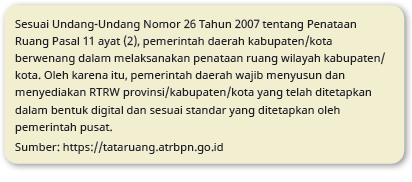 Sesuai Undang-Undang Nomor 26 Tahun 2007 tentang Penataan
Ruang Pasal 11 ayat (2), pemerintah daerah kabupaten/kota
berwenang dalam melaksanakan penataan ruang wilayah kabupaten/
kota. Oleh karena itu, pemerintah daerah wajib menyusun dan
menyediakan RTRW provinsi/kabupaten/kota yang telah ditetapkan
dalam bentuk digital dan sesuai standar yang ditetapkan oleh
pemerintah pusat.
Sumber: https://tataruang.atrbpn.go.id